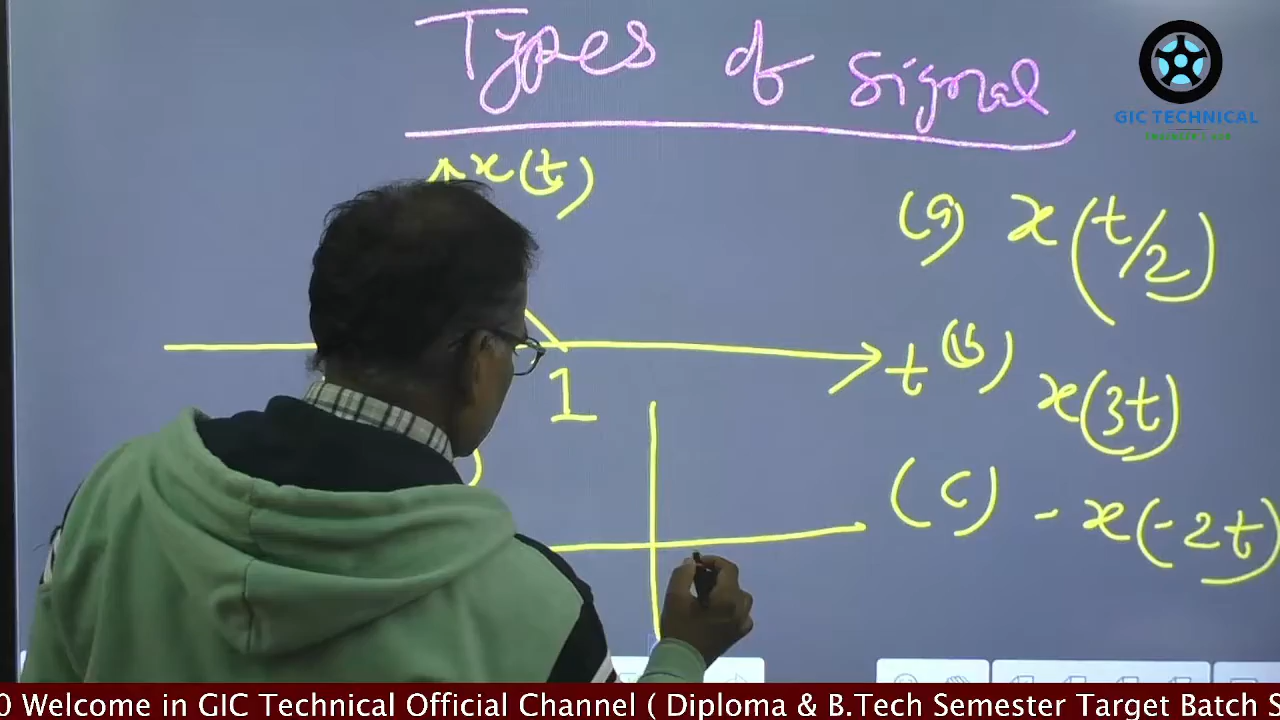 Types of Signal
GIC TECHNICAL
x(t)
(a) x(t/2)
t
(b) x(3t)
1
(c) -x(-2t)
0 Welcome in GIC Technical Official Channel ( Diploma & B.Tech Semester Target Batch S